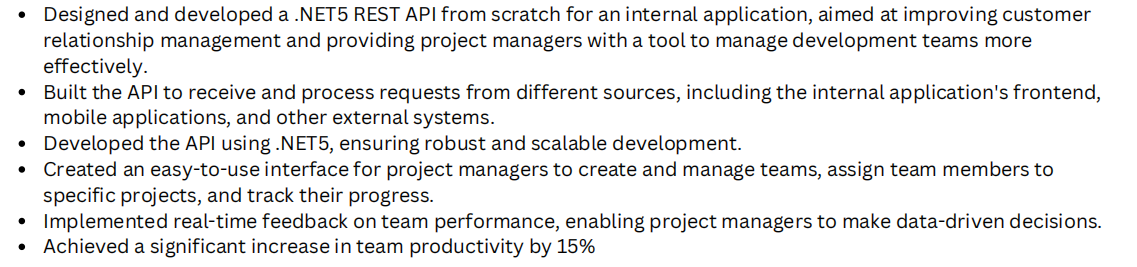 • Designed and developed a .NET5 REST API from scratch for an internal application, aimed at improving customer
relationship management and providing project managers with a tool to manage development teams more
effectively.
• Built the API to receive and process requests from different sources, including the internal application's frontend,
mobile applications, and other external systems.
• Developed the API using .NET5, ensuring robust and scalable development.
• Created an easy-to-use interface for project managers to create and manage teams, assign team members to
specific projects, and track their progress.
• Implemented real-time feedback on team performance, enabling project managers to make data-driven decisions.
• Achieved a significant increase in team productivity by 15%